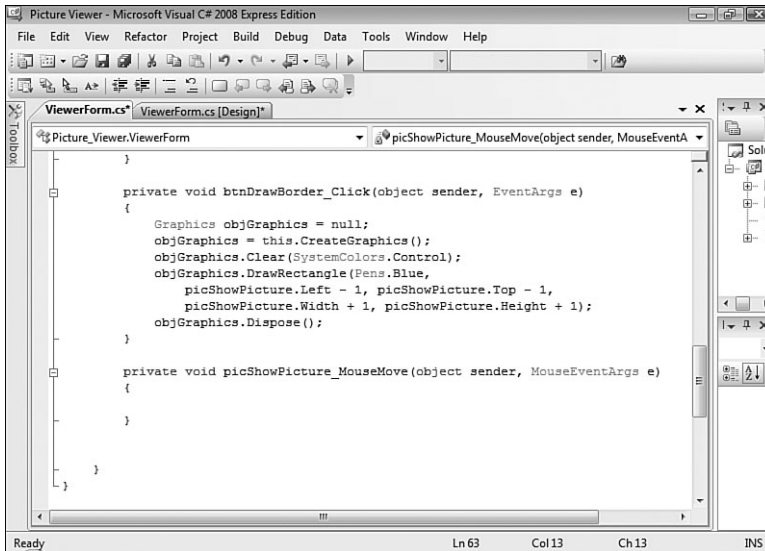 Picture Viewer - Microsoft Visual C# 2008 Express Edition
File Edit View Refactor Project Build Debug Data Tools Window Help
ViewerForm.cs* ViewerForm.cs [Design]*
Toolbox
Picture_Viewer.ViewerForm picShowPicture_MouseMove(object sender, MouseEventA
Sol
}
private void btnDrawBorder_Click(object sender, EventArgs e)
{
Graphics objGraphics = null;
objGraphics = this.CreateGraphics();
objGraphics.Clear(SystemColors.Control);
objGraphics.DrawRectangle(Pens.Blue,
picShowPicture.Left - 1, picShowPicture.Top - 1,
picShowPicture.Width + 1, picShowPicture.Height + 1);
objGraphics.Dispose();
}
private void picShowPicture_MouseMove(object sender, MouseEventArgs e)
{
}
}
}
Ready Ln 63 Col 13 Ch 13 INS